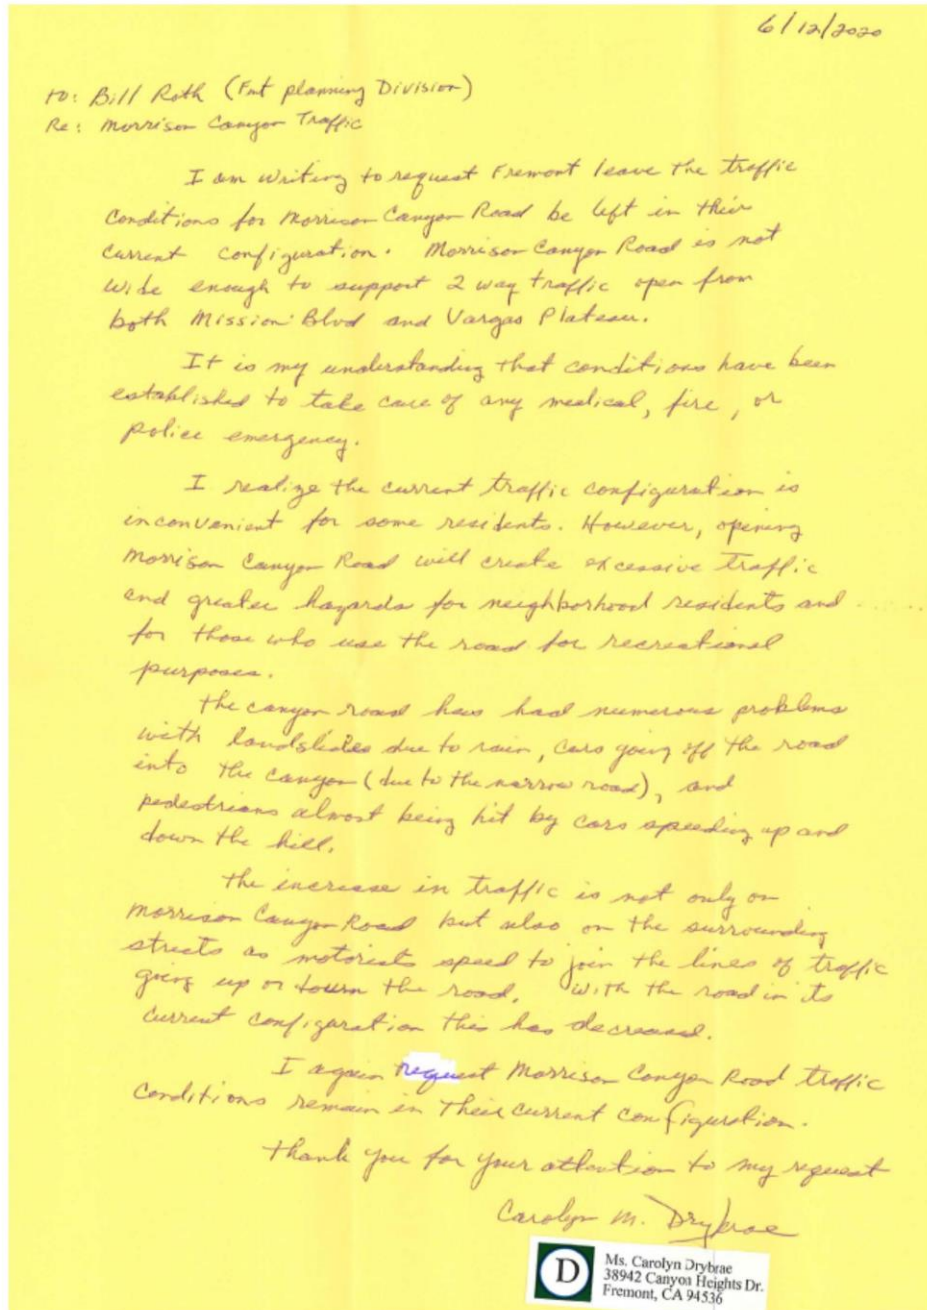 6/12/2020
to: Bill Roth (Fmt planning Division)
Re: Morrison Canyon Traffic
I am writing to request Fremont leave the traffic
conditions for Morrison Canyon Road be left in their
current configuration. Morrison Canyon Road is not
wide enough to support 2 way traffic open from
both Mission Blvd and Vargas Plateau.
It is my understanding that conditions have been
established to take care of any medical, fire, or
police emergency.
I realize the current traffic configuration is
inconvenient for some residents. However, opening
Morrison Canyon Road will create excessive traffic
and greater hazards for neighborhood residents and
for those who use the road for recreational
purposes.
The canyon road has had numerous problems
with landslides due to rain, cars going off the road
into the canyon (due to the narrow road), and
pedestrians almost being hit by cars speeding up and
down the hill.
The increase in traffic is not only on
Morrison Canyon Road but also on the surrounding
streets as motorists speed to join the lines of traffic
going up or down the road. With the road in its
current configuration this has decreased.
I again request Morrison Canyon Road traffic
conditions remain in their current configuration.
Thank you for your attention to my request
Carolyn M. Drybrae
D
Ms. Carolyn Drybrae
38942 Canyon Heights Dr.
Fremont, CA 94536